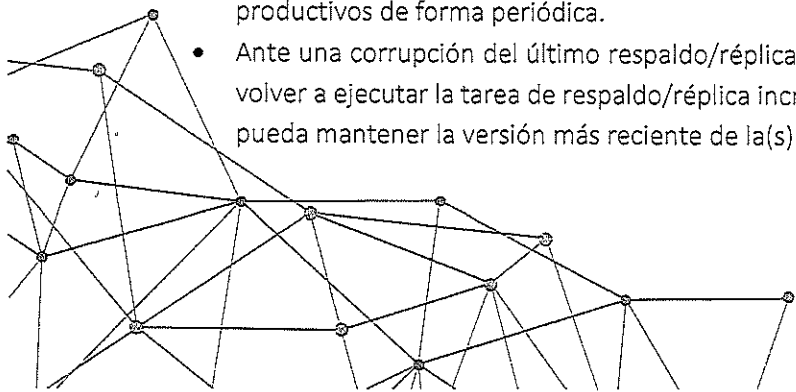 productivos de forma periódica.
• Ante una corrupción del último respaldo/réplica
volver a ejecutar la tarea de respaldo/réplica incr
pueda mantener la versión más reciente de la(s)